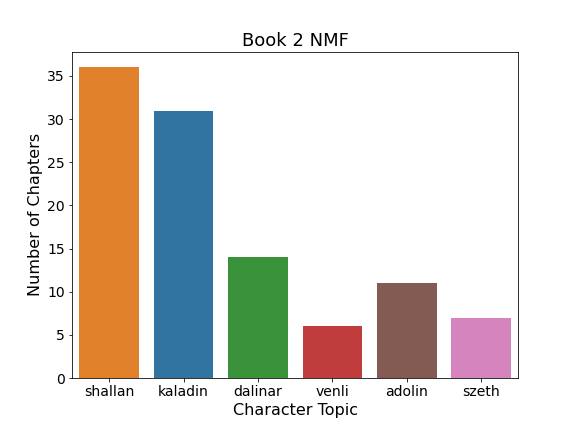 Book 2 NMF
Number of Chapters
35
30
25
20
15
10
5
0
shallan kaladin dalinar venli adolin szeth
Character Topic